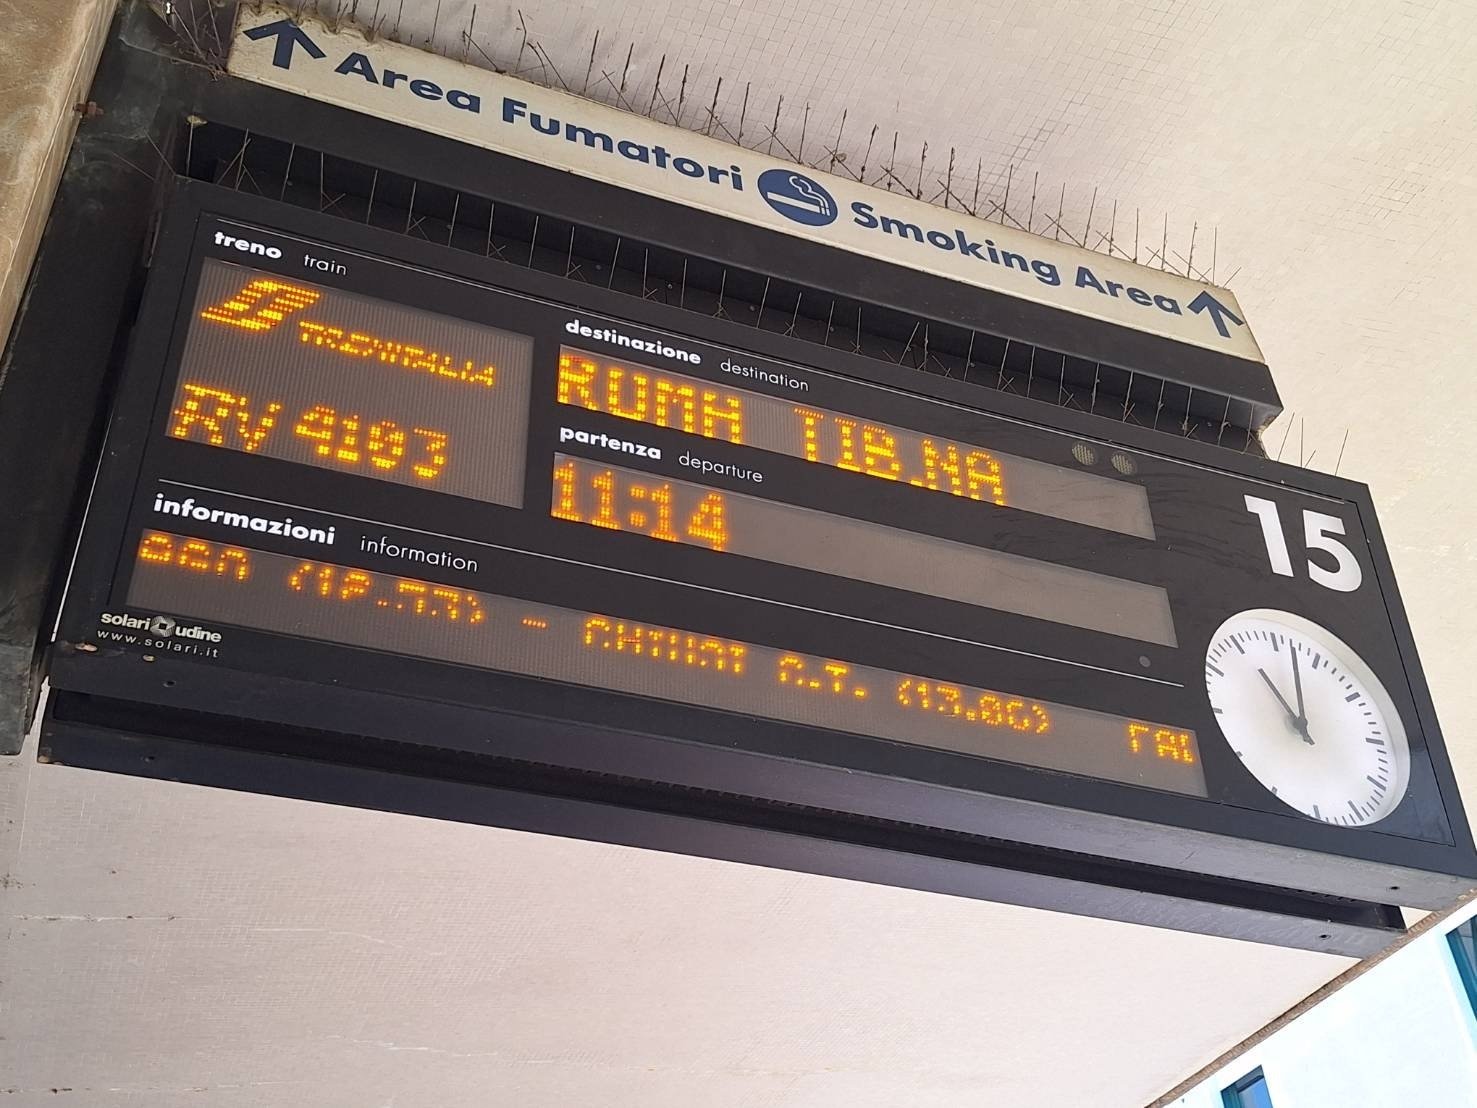 Area Fumatori Smoking Area
treno train
TRENITALIA
RV 4103
destinazione destination
ROMA TIB.NA
partenza departure
11:14
informazioni information
- CHIUSI C.T. (13.06)
15
solari udine
www.solari.it